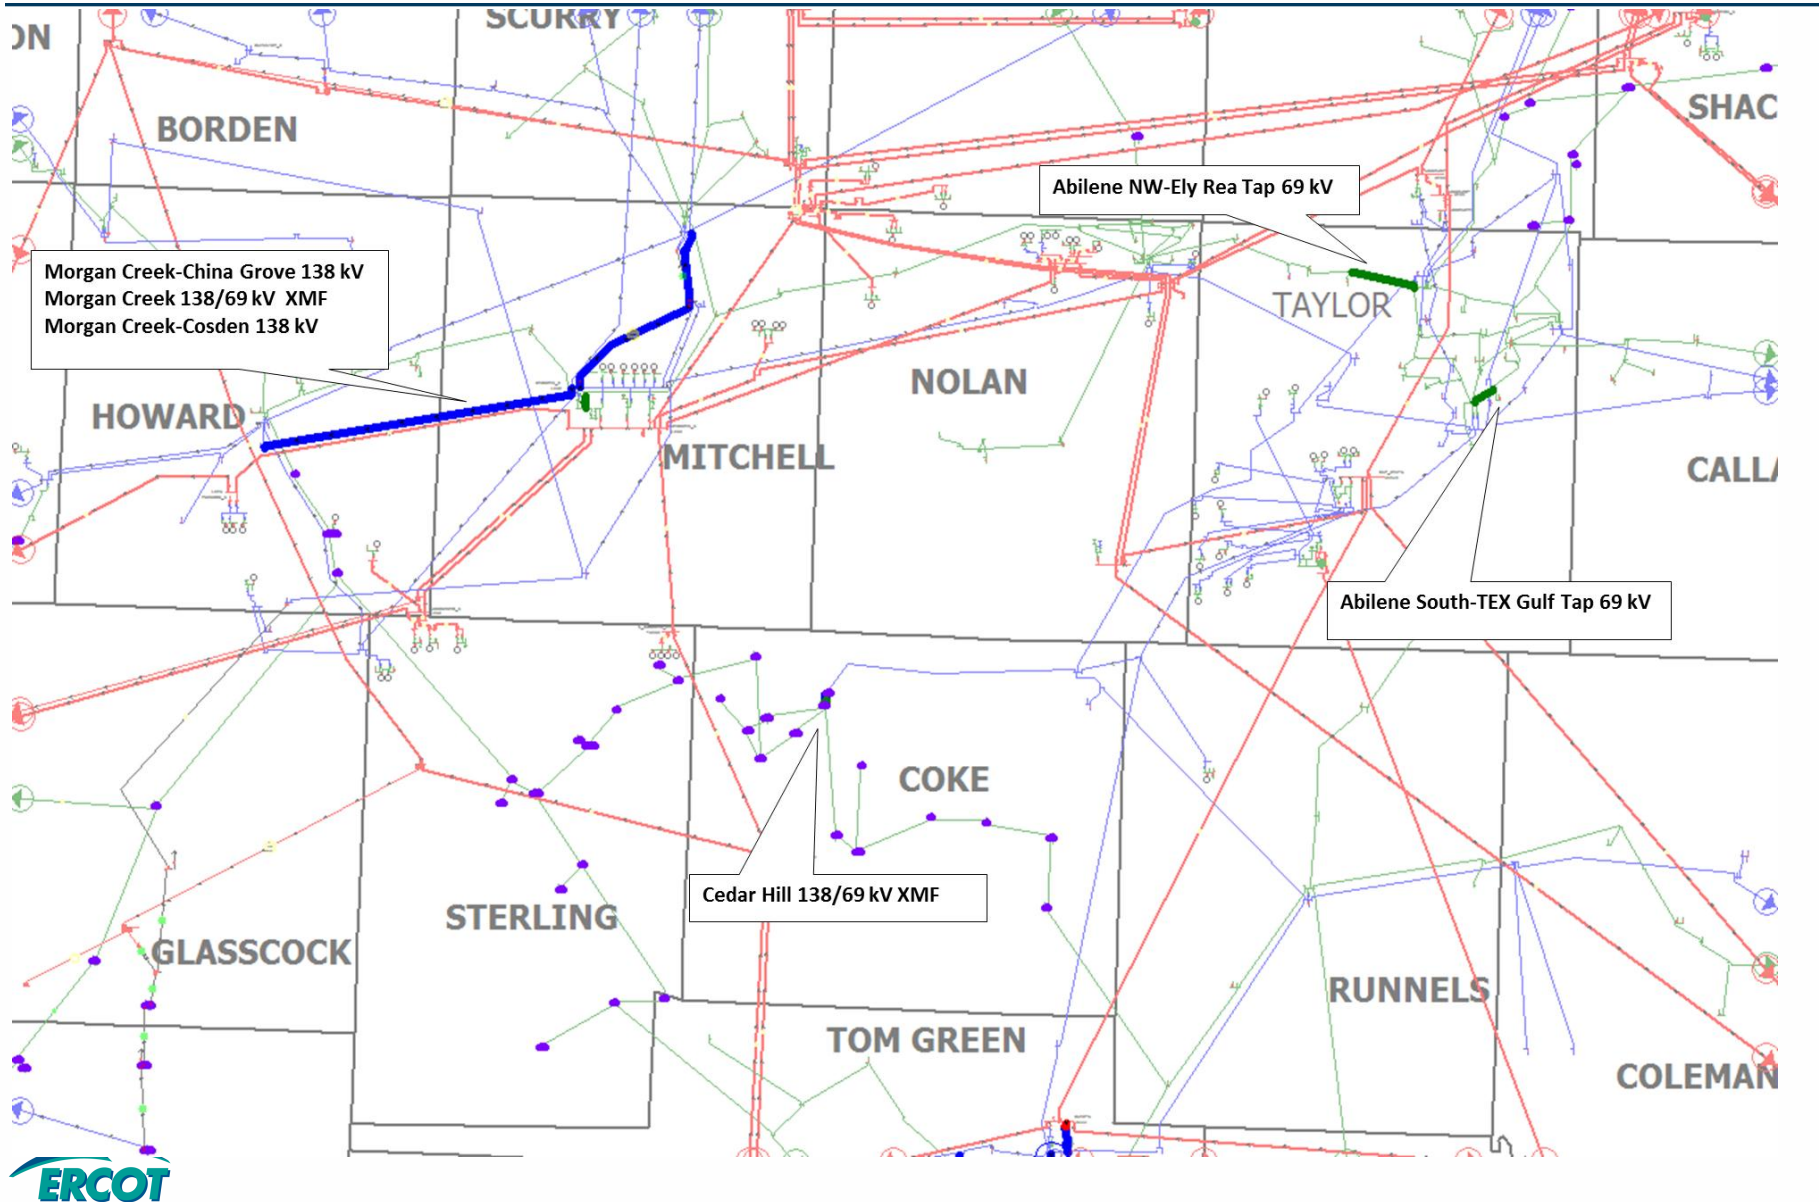 SCURRY
ON
BORDEN
SHAC
Abilene NW-Ely Rea Tap 69 kV
Morgan Creek-China Grove 138 kV
Morgan Creek 138/69 kV XMF
Morgan Creek-Cosden 138 kV
TAYLOR
NOLAN
HOWARD
MITCHELL
CALLA
Abilene South-TEX Gulf Tap 69 kV
COKE
Cedar Hill 138/69 kV XMF
STERLING
GLASSCOCK
RUNNELS
TOM GREEN
COLEMAN
ERCOT